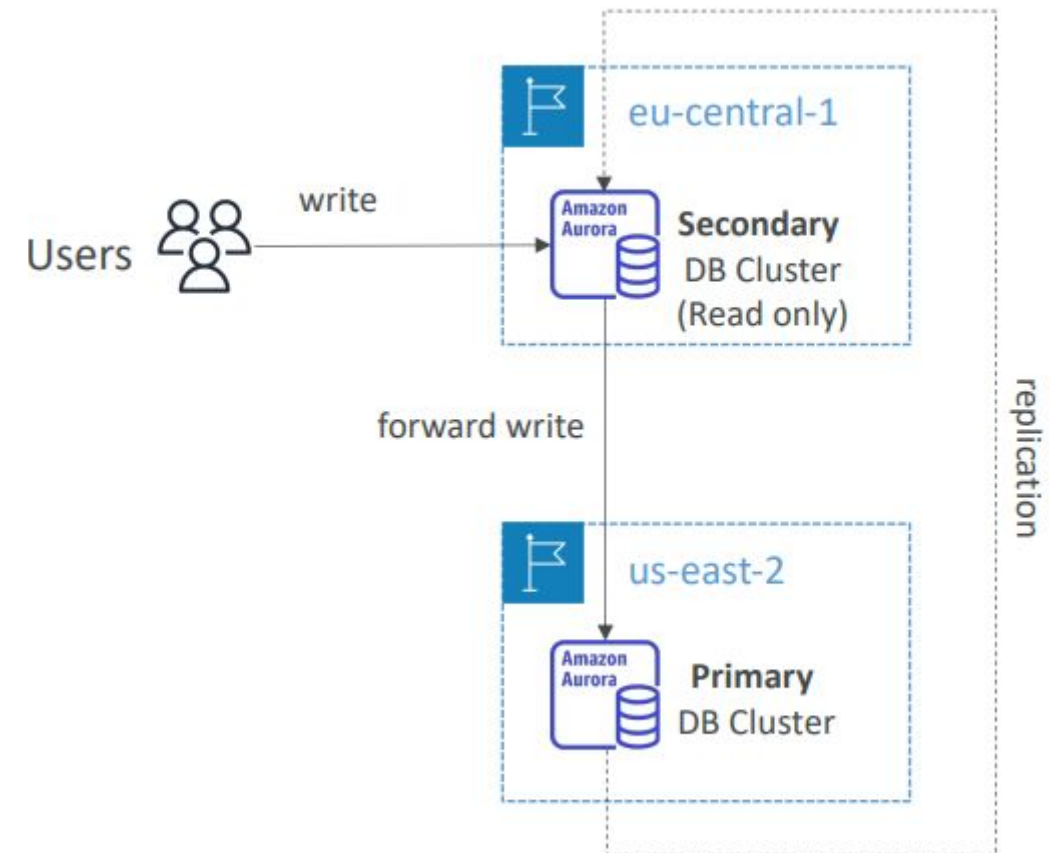 eu-central-1
write
Users
Amazon
Aurora
Secondary
DB Cluster
(Read only)
forward write
replication
us-east-2
Amazon
Aurora
Primary
DB Cluster